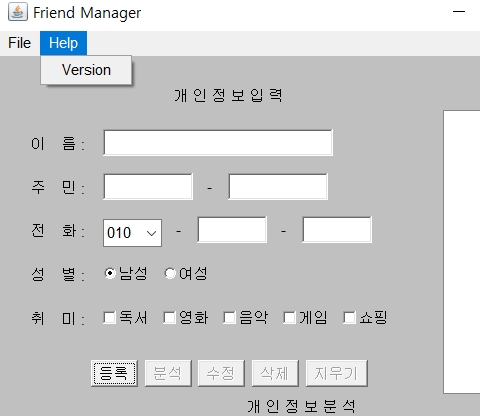 Friend Manager
File Help
Version
개 인 정 보 입 력
이 름 :
주 민 : -
전 화 : 010 - -
성 별 : 남성 여성
취 미 : 독서 영화 음악 게임 쇼핑
등록 분석 수정 삭제 지우기
개 인 정 보 분 석